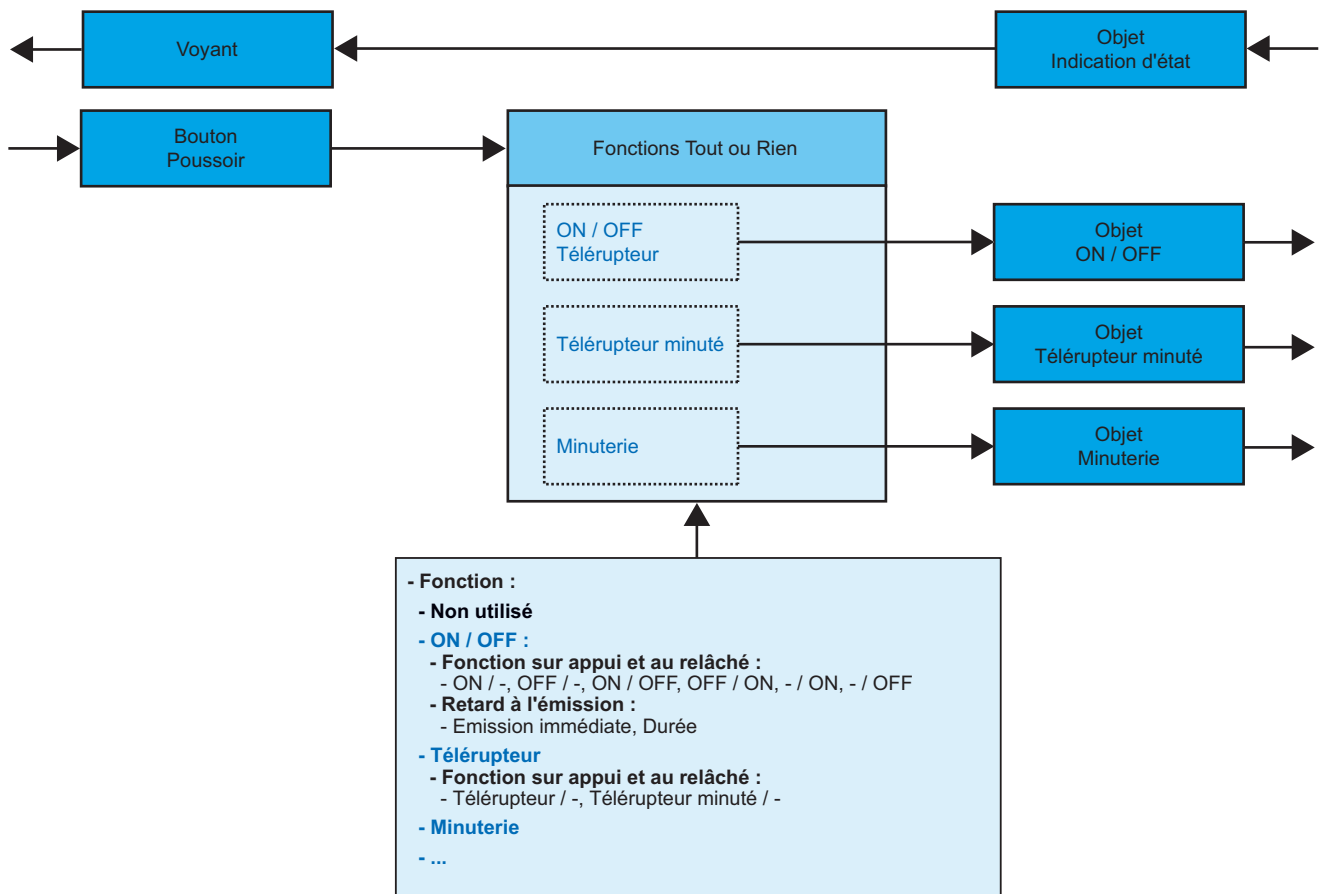 Voyant
Objet
Indication d'état
Bouton
Poussoir
Fonctions Tout ou Rien
ON / OFF
Télérupteur
Objet
ON / OFF
Télérupteur minuté
Objet
Télérupteur minuté
Minuterie
Objet
Minuterie
- Fonction :
- Non utilisé
- ON / OFF :
- Fonction sur appui et au relâché :
- ON / -, OFF / -, ON / OFF, OFF / ON, - / ON, - / OFF
- Retard à l'émission :
- Emission immédiate, Durée
- Télérupteur
- Fonction sur appui et au relâché :
- Télérupteur / -, Télérupteur minuté / -
- Minuterie
- ...